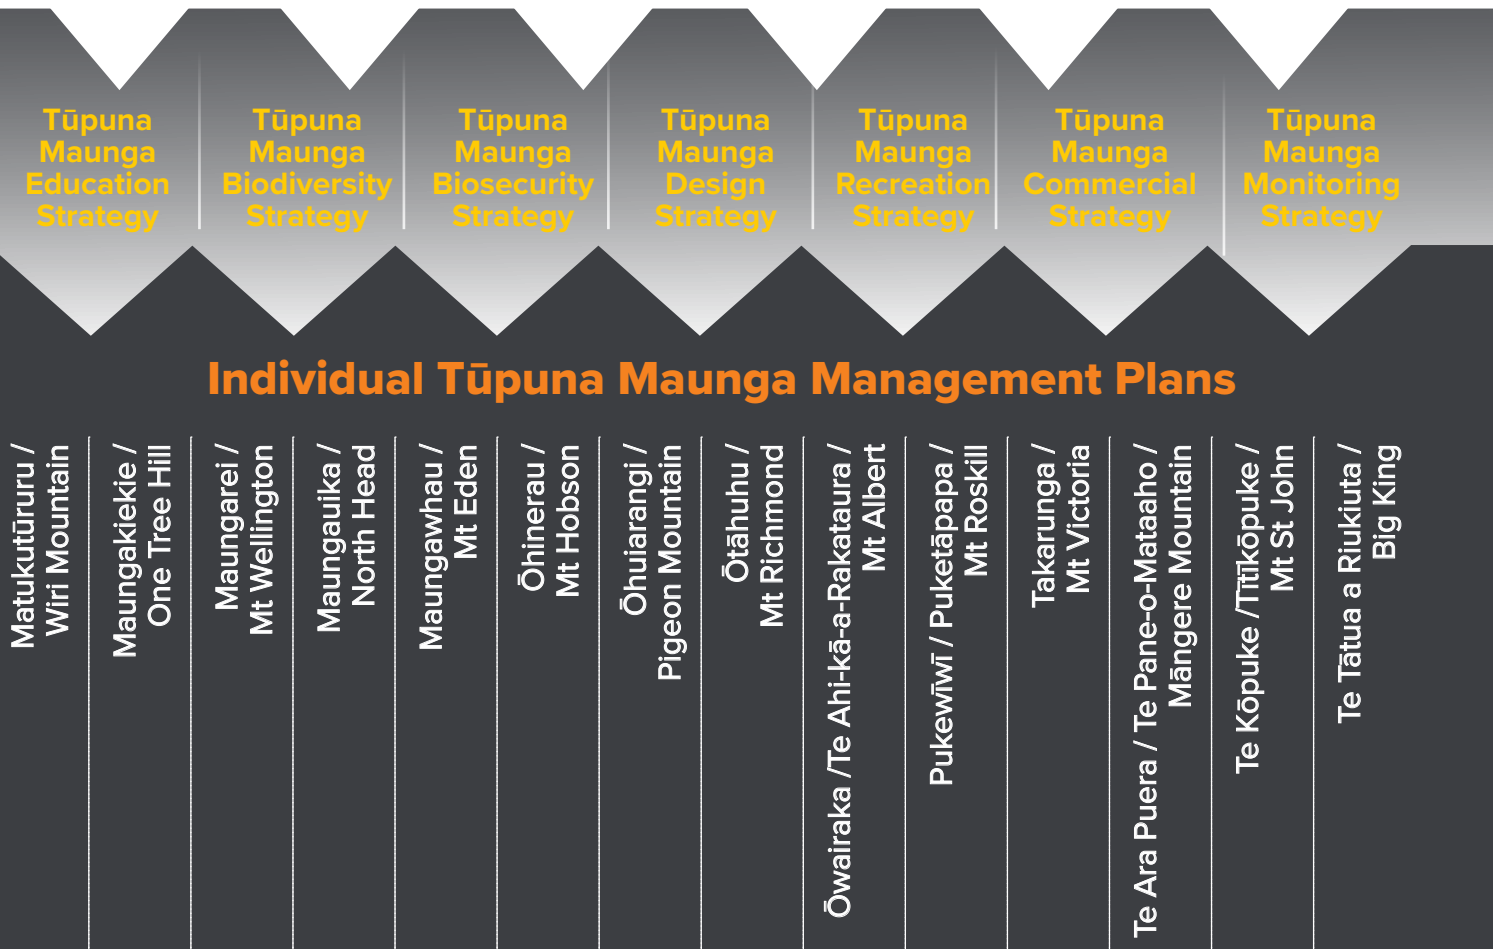 Tūpuna
Maunga
Education
Strategy
Tūpuna
Maunga
Biodiversity
Strategy
Tūpuna
Maunga
Biosecurity
Strategy
Tūpuna
Maunga
Design
Strategy
Tūpuna
Maunga
Recreation
Strategy
Tūpuna
Maunga
Commercial
Strategy
Tūpuna
Maunga
Monitoring
Strategy
Individual Tūpuna Maunga Management Plans
Matukutūruru /
Wiri Mountain
Maungakiekie /
One Tree Hill
Maungarei /
Mt Wellington
Maungauika /
North Head
Maungawhau /
Mt Eden
Ōhinerau /
Mt Hobson
Ōhuiarangi /
Pigeon Mountain
Ōtāhuhu /
Mt Richmond
Ōwairaka /Te Ahi-kā-a-Rakataura /
Mt Albert
Pukewīwī / Puketāpapa /
Mt Roskill
Takarunga /
Mt Victoria
Te Ara Puera / Te Pane-o-Mataaho /
Māngere Mountain
Te Kōpuke /Tītīkōpuke /
Mt St John
Te Tātua a Riukiuta /
Big King